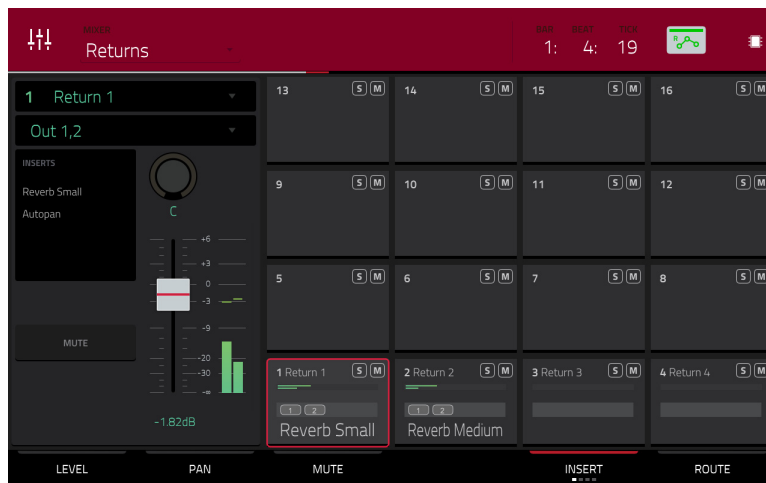 MIXER
Returns
BAR BEAT TICK
1: 4: 19
R
1 Return 1
Out 1,2
INSERTS
Reverb Small
Autopan
C
+6
+3
0
-3
-9
-20
-30
-∞
MUTE
-1.82dB
13 S M
14 S M
15 S M
16 S M
9 S M
10 S M
11 S M
12 S M
5 S M
6 S M
7 S M
8 S M
1 Return 1 S M
2 Return 2 S M
3 Return 3 S M
4 Return 4 S M
1 2
1 2
Reverb Small
Reverb Medium
LEVEL PAN MUTE INSERT ROUTE